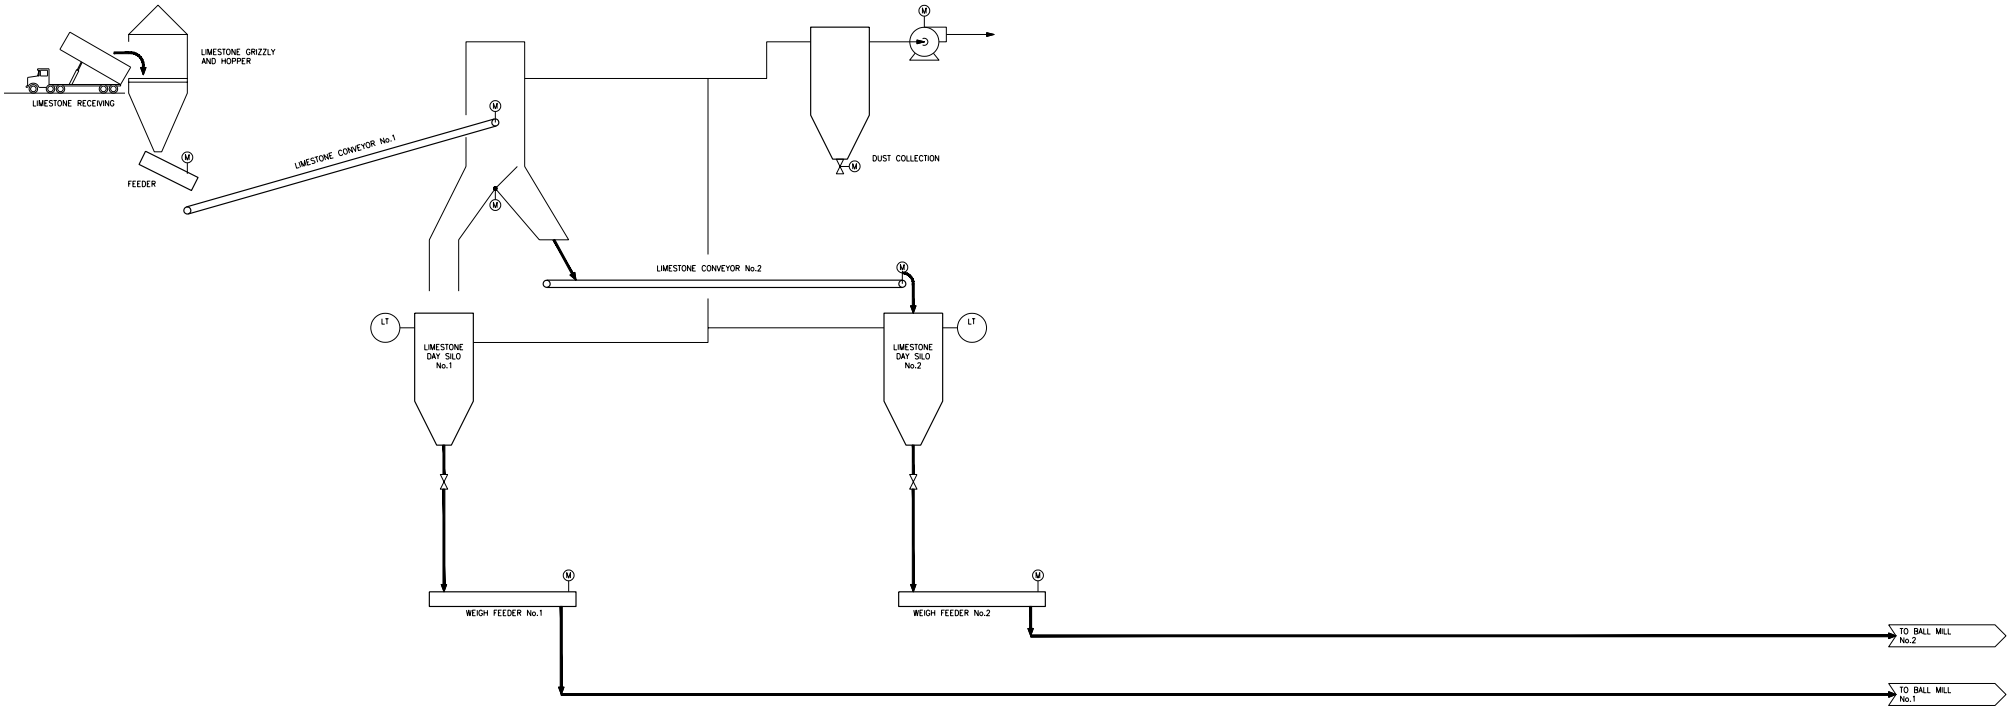 M
LIMESTONE GRIZZLY
AND HOPPER
LIMESTONE RECEIVING
M
LIMESTONE CONVEYOR No.1
M
FEEDER
DUST COLLECTION
M
M
LIMESTONE CONVEYOR No.2
M
LT
LT
LIMESTONE
DAY SILO
No.1
LIMESTONE
DAY SILO
No.2
M
M
WEIGH FEEDER No.1
WEIGH FEEDER No.2
TO BALL MILL
No.2
TO BALL MILL
No.1